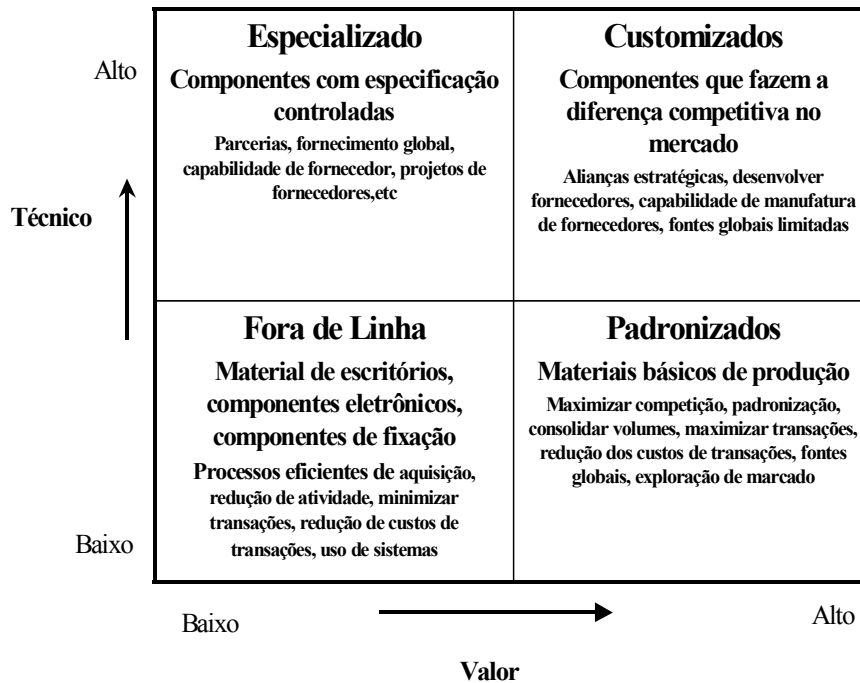 Especializado
Componentes com especificação
controladas
Parcerias, fornecimento global,
capabilidade de fornecedor, projetos de
fornecedores,etc
Customizados
Componentes que fazem a
diferença competitiva no
mercado
Alianças estratégicas, desenvolver
fornecedores, capabilidade de manufatura
de fornecedores, fontes globais limitadas
Alto
Técnico
Fora de Linha
Material de escritórios,
componentes eletrônicos,
componentes de fixação
Processos eficientes de aquisição,
redução de atividade, minimizar
transações, redução de custos de
transações, uso de sistemas
Padronizados
Materiais básicos de produção
Maximizar competição, padronização,
consolidar volumes, maximizar transações,
redução dos custos de transações, fontes
globais, exploração de marcado
Baixo
Baixo
Alto
Valor